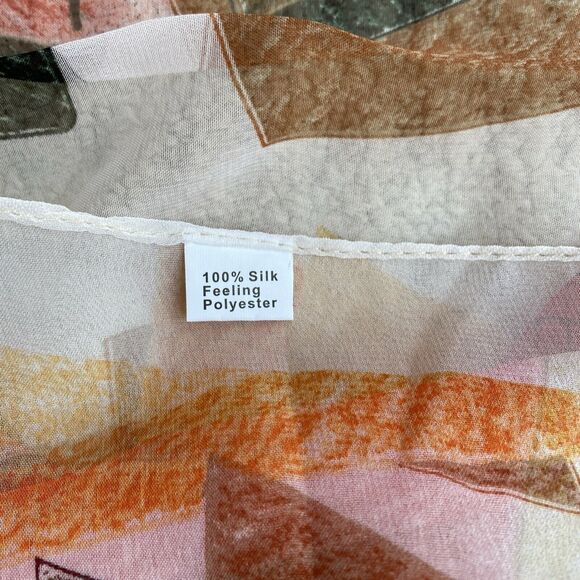 100% Silk
Feeling
Polyester